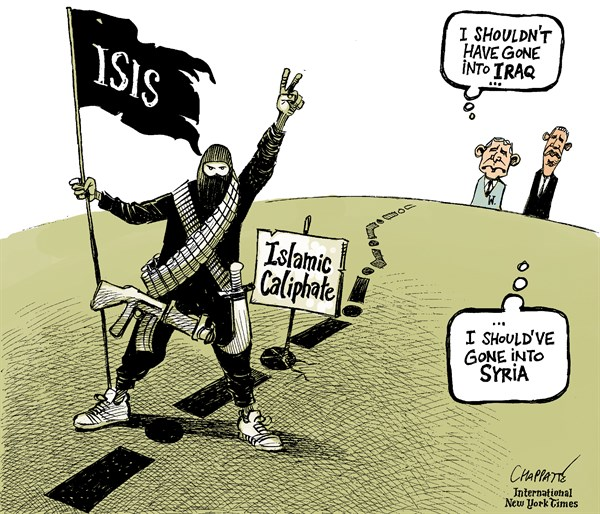 I SHOULDN'T
HAVE GONE
INTO IRAQ
...
ISIS
W.
Islamic
Caliphate
...
I SHOULD'VE
GONE INTO
SYRIA
CHAPPATTE
International
New York Times